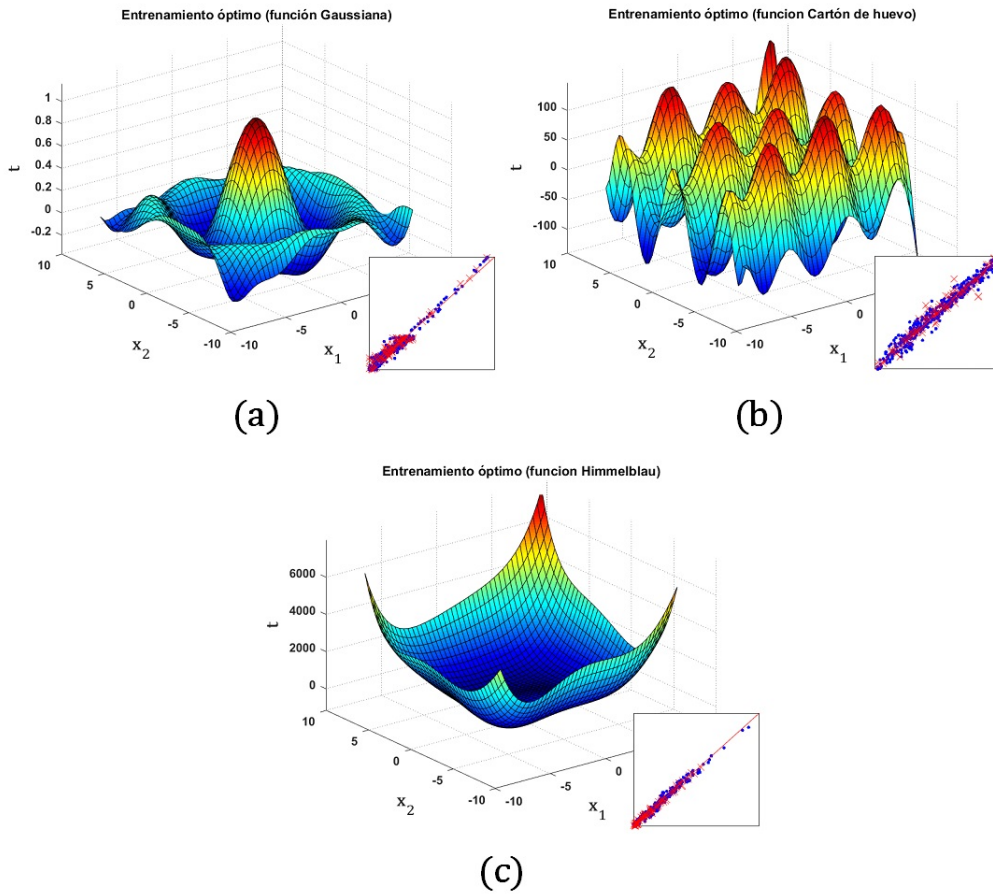 Entrenamiento óptimo (función Gaussiana)
1
0.8
0.6
0.4
0.2
0
-0.2
t
10
5
0
-5
-10
x2
-10
-5
0
x1
(a)
Entrenamiento óptimo (funcion Cartón de huevo)
100
50
0
-50
-100
t
10
5
0
-5
-10
x2
-10
-5
0
x1
(b)
Entrenamiento óptimo (funcion Himmelblau)
6000
4000
2000
0
t
10
5
0
-5
-10
x2
-10
-5
0
x1
(c)